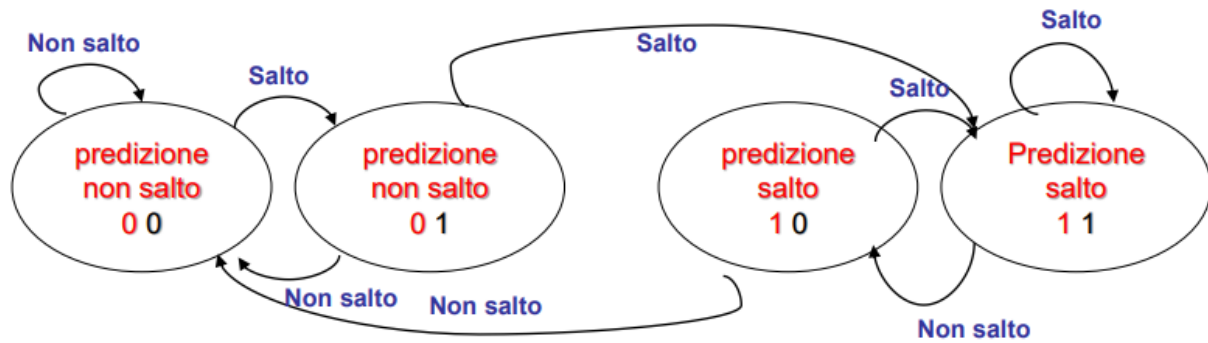 Non salto
Salto
Salto
Salto
Salto
predizione
non salto
0 0
predizione
non salto
0 1
predizione
salto
1 0
Predizione
salto
1 1
Non salto
Non salto
Non salto